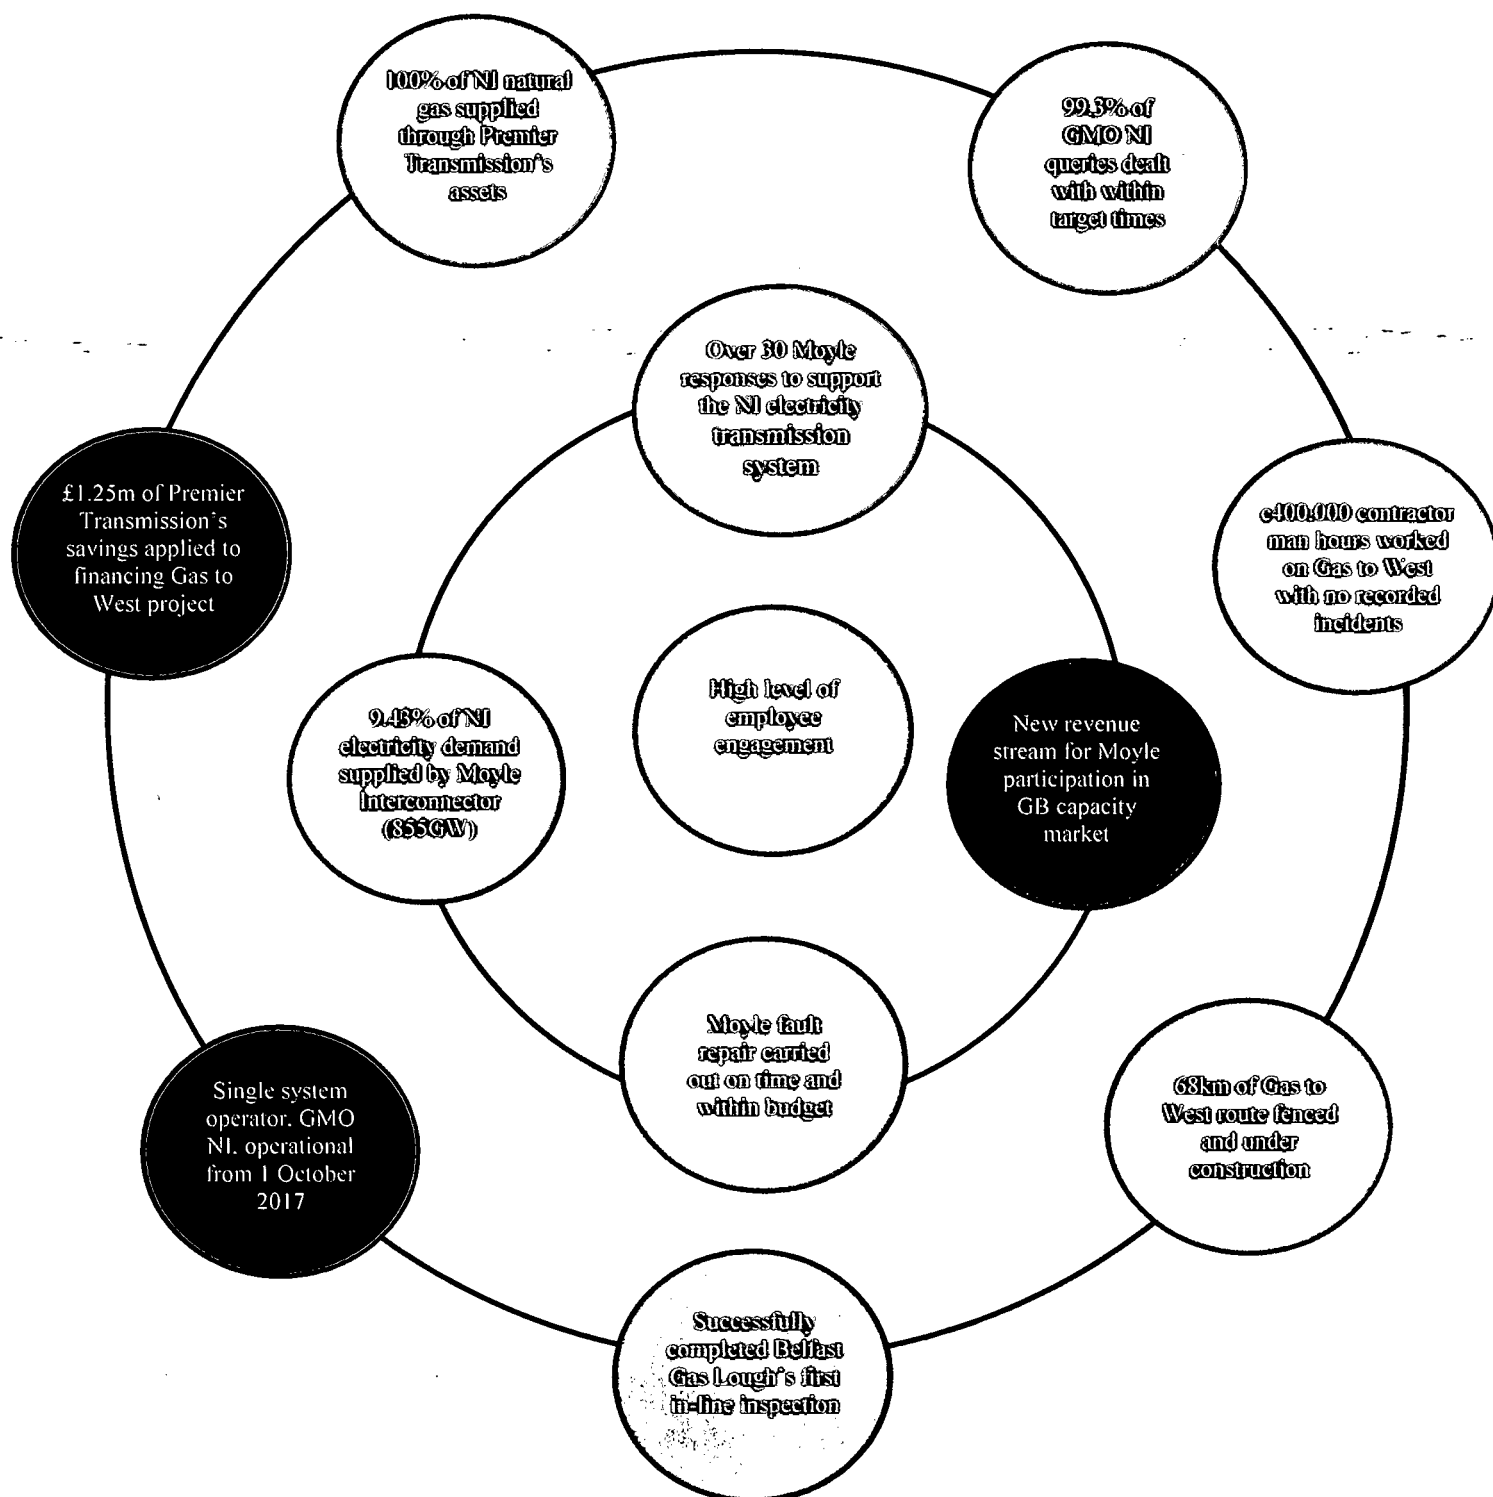 100% of NI natural
gas supplied
through Premier
Transmission's
assets
99.3% of
GMO NI
queries dealt
with within
target times
Over 30 Moyle
responses to support
the NI electricity
transmission
system
£1.25m of Premier
Transmission's
savings applied to
financing Gas to
West project
c400.000 contractor
man hours worked
on Gas to West
with no recorded
incidents
9.43% of NI
electricity demand
supplied by Moyle
Interconnector
(855GW)
High level of
employee
engagement
New revenue
stream for Moyle
participation in
GB capacity
market
Single system
operator. GMO
NI. operational
from 1 October
2017
Moyle fault
repair carried
out on time and
within budget
68km of Gas to
West route fenced
and under
construction
Successfully
completed Belfast
Gas Lough's first
in-line inspection